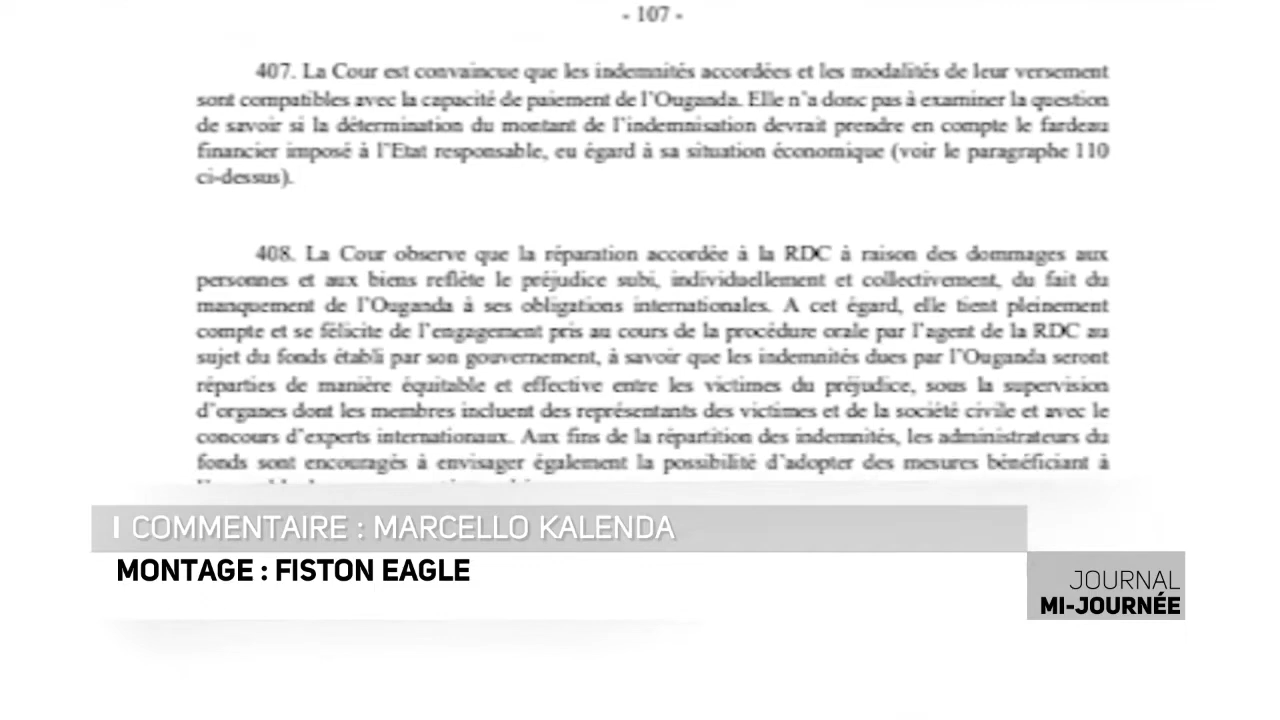 - 107 -
407. La Cour est convaincue que les indemnités accordées et les modalités de leur versement
sont compatibles avec la capacité de paiement de l'Ouganda. Elle n'a donc pas à examiner la question
de savoir si la détermination du montant de l'indemnisation devrait prendre en compte le fardeau
financier imposé à l'Etat responsable, eu égard à sa situation économique (voir le paragraphe 110
ci-dessus).
408. La Cour observe que la réparation accordée à la RDC à raison des dommages aux
personnes et aux biens reflète le préjudice subi, individuellement et collectivement, du fait du
manquement de l'Ouganda à ses obligations internationales. A cet égard, elle tient pleinement
compte et se félicite de l'engagement pris au cours de la procédure orale par l'agent de la RDC au
sujet du fonds établi par son gouvernement, à savoir que les indemnités dues par l'Ouganda seront
réparties de manière équitable et effective entre les victimes du préjudice, sous la supervision
d'organes dont les membres incluent des représentants des victimes et de la société civile et avec le
concours d'experts internationaux. Aux fins de la répartition des indemnités, les administrateurs du
fonds sont encouragés à envisager également la possibilité d'adopter des mesures bénéficiant à
COMMENTAIRE : MARCELLO KALENDA
MONTAGE : FISTON EAGLE
JOURNAL
MI-JOURNÉE